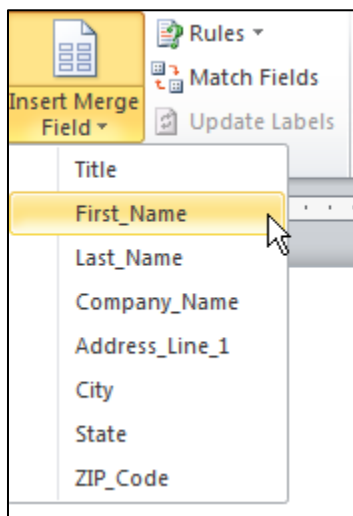 Insert Merge
Field
Rules
Match Fields
Update Labels
Title
First_Name
Last_Name
Company_Name
Address_Line_1
City
State
ZIP_Code